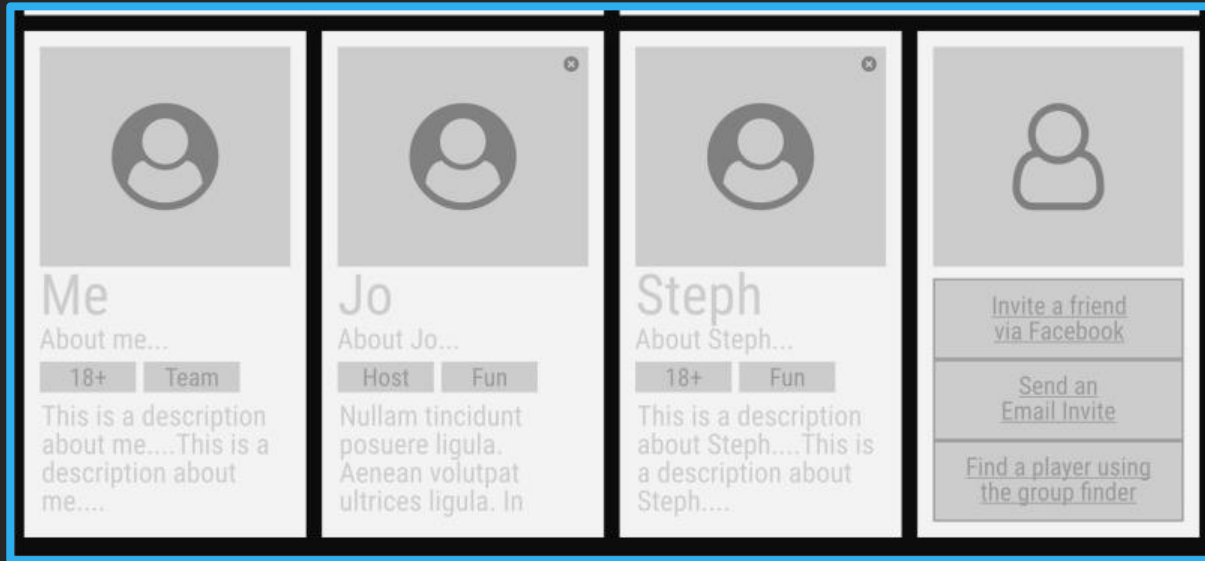 Me
About me...
18+ Team
This is a description
about me....This is a
description about
me....
Jo
About Jo...
Host Fun
Nullam tincidunt
posuere ligula.
Aenean volutpat
ultrices ligula. In
Steph
About Steph...
18+ Fun
This is a description
about Steph....This is
a description about
Steph....
Invite a friend
via Facebook
Send an
Email Invite
Find a player using
the group finder